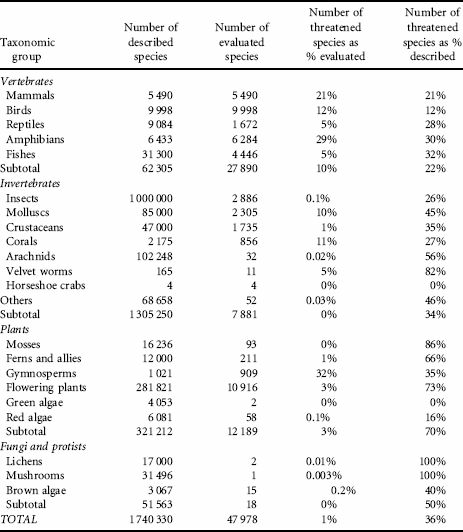 Taxonomic group	Number of described species	Number of evaluated species	Number of threatened species as % evaluated	Number of threatened species as % described
Vertebrates
Mammals	5 490	5 490	21%	21%
Birds	9 998	9 998	12%	12%
Reptiles	9 084	1 672	5%	28%
Amphibians	6 433	6 284	29%	30%
Fishes	31 300	4 446	5%	32%
Subtotal	62 305	27 890	10%	22%
Invertebrates
Insects	1 000 000	2 886	0.1%	26%
Molluscs	85 000	2 305	10%	45%
Crustaceans	47 000	1 735	1%	35%
Corals	2 175	856	11%	27%
Arachnids	102 248	32	0.02%	56%
Velvet worms	165	11	5%	82%
Horseshoe crabs	4	4	0%	0%
Others	68 658	52	0.03%	46%
Subtotal	1 305 250	7 881	0%	34%
Plants
Mosses	16 236	93	0%	86%
Ferns and allies	12 000	211	1%	66%
Gymnosperms	1 021	909	32%	35%
Flowering plants	281 821	10 916	3%	73%
Green algae	4 053	2	0%	0%
Red algae	6 081	58	0.1%	16%
Subtotal	321 212	12 189	3%	70%
Fungi and protists
Lichens	17 000	2	0.01%	100%
Mushrooms	31 496	1	0.003%	100%
Brown algae	3 067	15	0.2%	40%
Subtotal	51 563	18	0%	50%
TOTAL	1 740 330	47 978	1%	36%